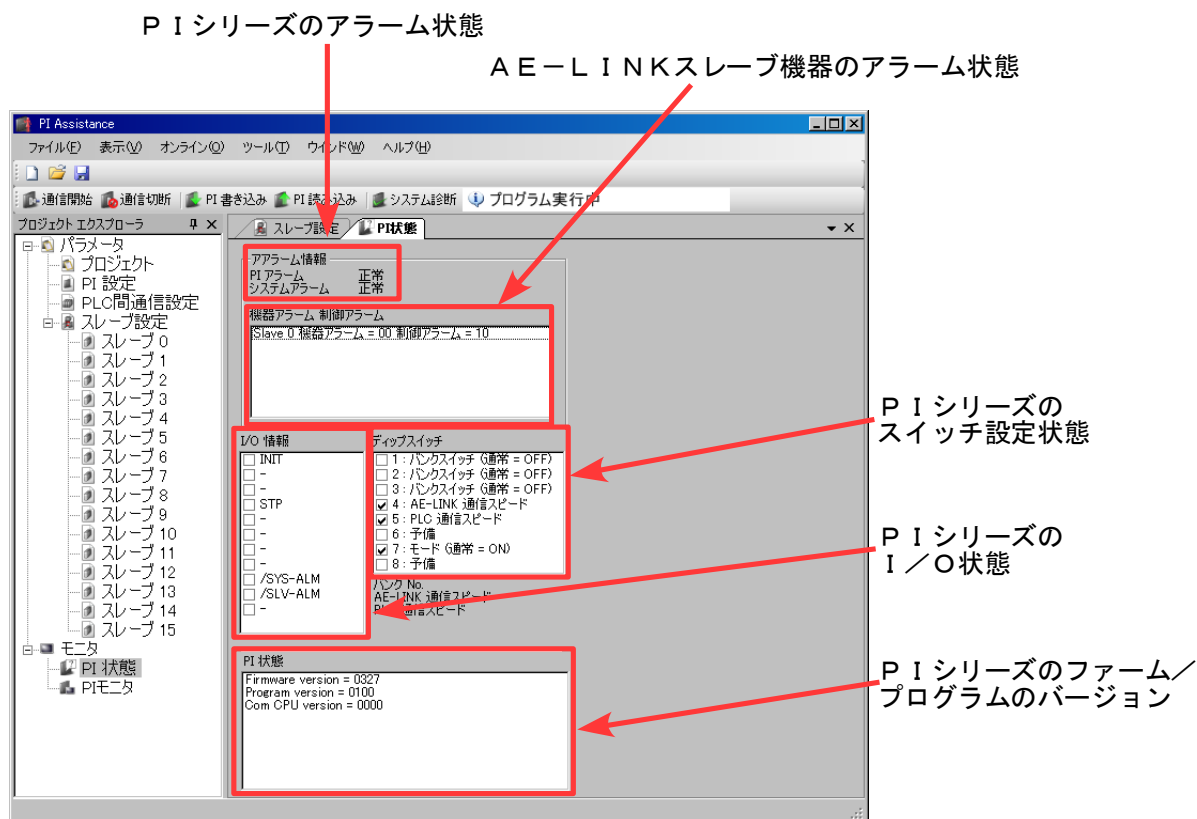 ＰＩシリーズのアラーム状態
ＡＥ－ＬＩＮＫスレーブ機器のアラーム状態
PI Assistance
ファイル(F) 表示(V) オンライン(O) ツール(T) ウインド(W) ヘルプ(H)
通信開始 通信切断 PI 書き込み PI 読み込み システム診断 プログラム実行中
プロジェクト エクスプローラ
パラメータ
プロジェクト
PI 設定
PLC間通信設定
スレーブ設定
スレーブ 0
スレーブ 1
スレーブ 2
スレーブ 3
スレーブ 4
スレーブ 5
スレーブ 6
スレーブ 7
スレーブ 8
スレーブ 9
スレーブ 10
スレーブ 11
スレーブ 12
スレーブ 13
スレーブ 14
スレーブ 15
モニタ
PI 状態
PIモニタ
スレーブ設定 PI状態
アアラーム情報
PI アラーム 正常
システムアラーム 正常
機器アラーム 制御アラーム
Slave 0 機器アラーム = 00 制御アラーム = 10
I/O 情報
INIT
-
-
STP
-
-
-
/SYS-ALM
/SLV-ALM
-
ディップスイッチ
1 : バンクスイッチ (通常 = OFF)
2 : バンクスイッチ (通常 = OFF)
3 : バンクスイッチ (通常 = OFF)
4 : AE-LINK 通信スピード
5 : PLC 通信スピード
6 : 予備
7 : モード (通常 = ON)
8 : 予備
バンク No.
AE-LINK 通信スピード
PLC 通信スピード
PI 状態
Firmware version = 0327
Program version = 0100
Com CPU version = 0000
ＰＩシリーズの
スイッチ設定状態
ＰＩシリーズの
Ｉ／Ｏ状態
ＰＩシリーズのファーム／
プログラムのバージョン